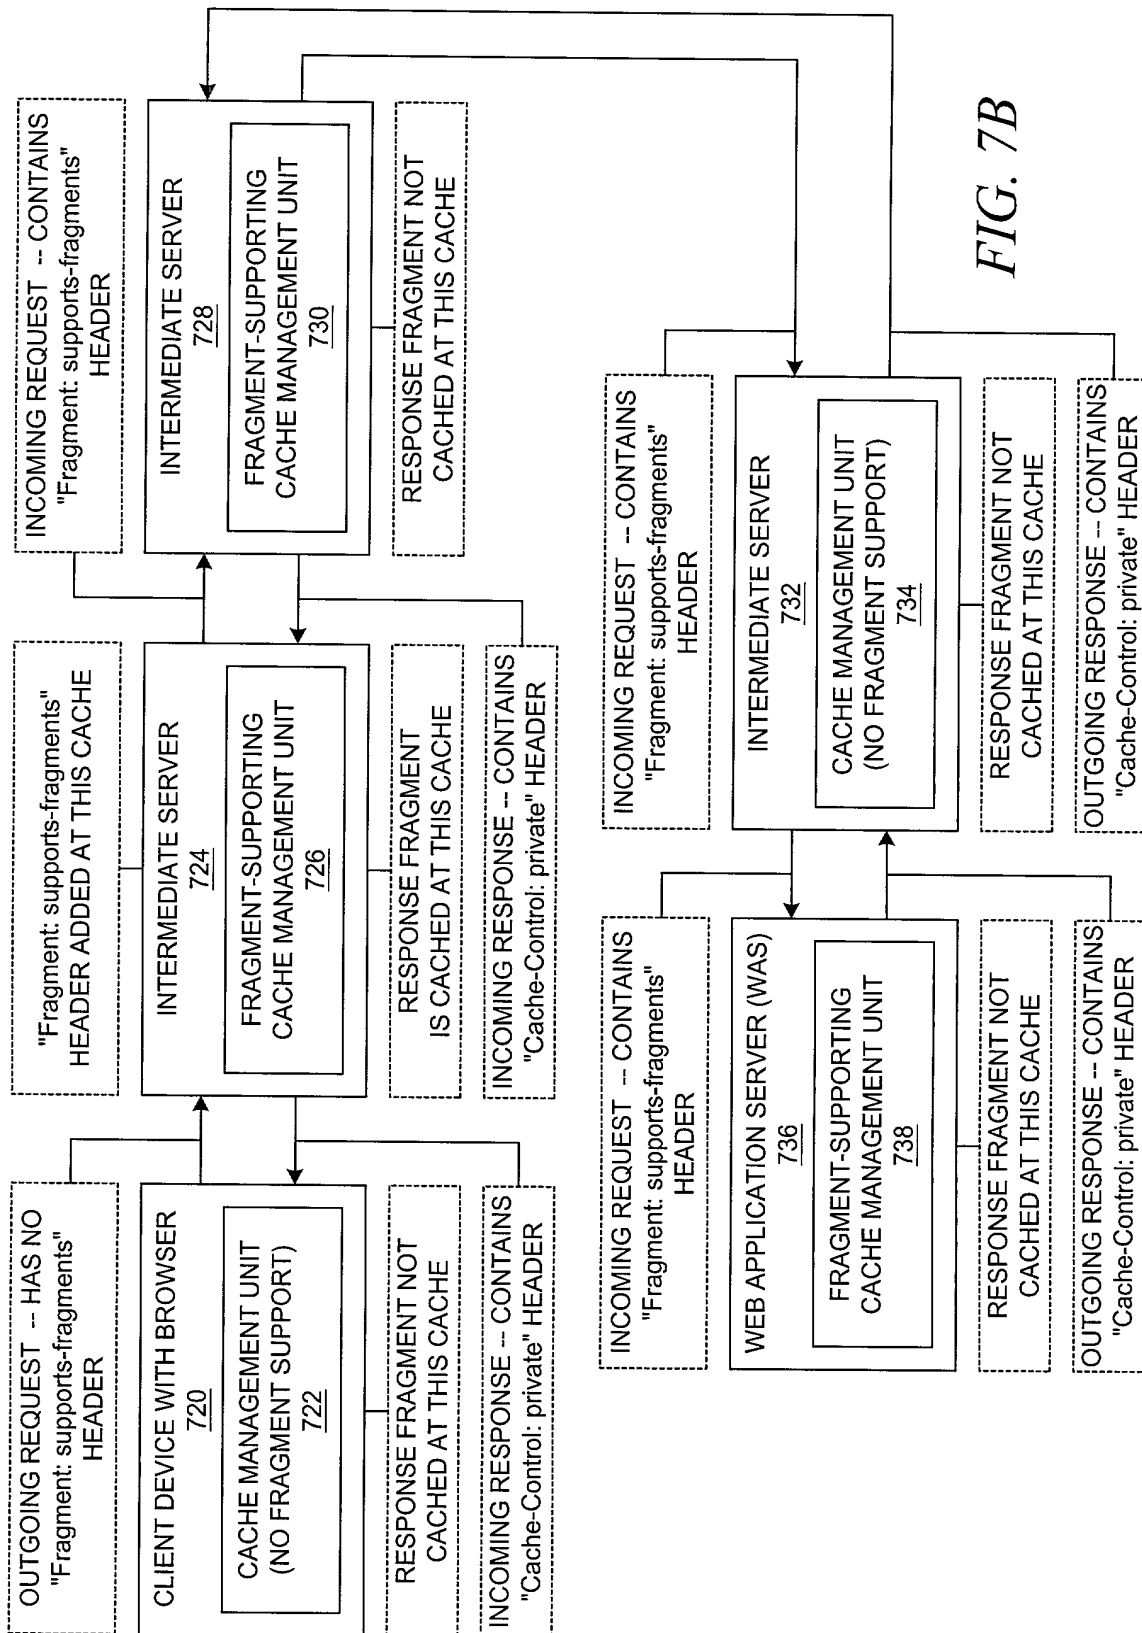 OUTGOING REQUEST -- HAS NO
"Fragment: supports-fragments"
HEADER
CLIENT DEVICE WITH BROWSER
720
CACHE MANAGEMENT UNIT
(NO FRAGMENT SUPPORT)
722
RESPONSE FRAGMENT NOT
CACHED AT THIS CACHE
INCOMING RESPONSE -- CONTAINS
"Cache-Control: private" HEADER
"Fragment: supports-fragments"
HEADER ADDED AT THIS CACHE
INTERMEDIATE SERVER
724
FRAGMENT-SUPPORTING
CACHE MANAGEMENT UNIT
726
RESPONSE FRAGMENT
IS CACHED AT THIS CACHE
INCOMING RESPONSE -- CONTAINS
"Cache-Control: private" HEADER
INCOMING REQUEST -- CONTAINS
"Fragment: supports-fragments"
HEADER
INTERMEDIATE SERVER
728
FRAGMENT-SUPPORTING
CACHE MANAGEMENT UNIT
730
RESPONSE FRAGMENT NOT
CACHED AT THIS CACHE
INCOMING REQUEST -- CONTAINS
"Fragment: supports-fragments"
HEADER
WEB APPLICATION SERVER (WAS)
736
FRAGMENT-SUPPORTING
CACHE MANAGEMENT UNIT
738
RESPONSE FRAGMENT NOT
CACHED AT THIS CACHE
OUTGOING RESPONSE -- CONTAINS
"Cache-Control: private" HEADER
INCOMING REQUEST -- CONTAINS
"Fragment: supports-fragments"
HEADER
INTERMEDIATE SERVER
732
CACHE MANAGEMENT UNIT
(NO FRAGMENT SUPPORT)
734
RESPONSE FRAGMENT NOT
CACHED AT THIS CACHE
OUTGOING RESPONSE -- CONTAINS
"Cache-Control: private" HEADER
FIG. 7B